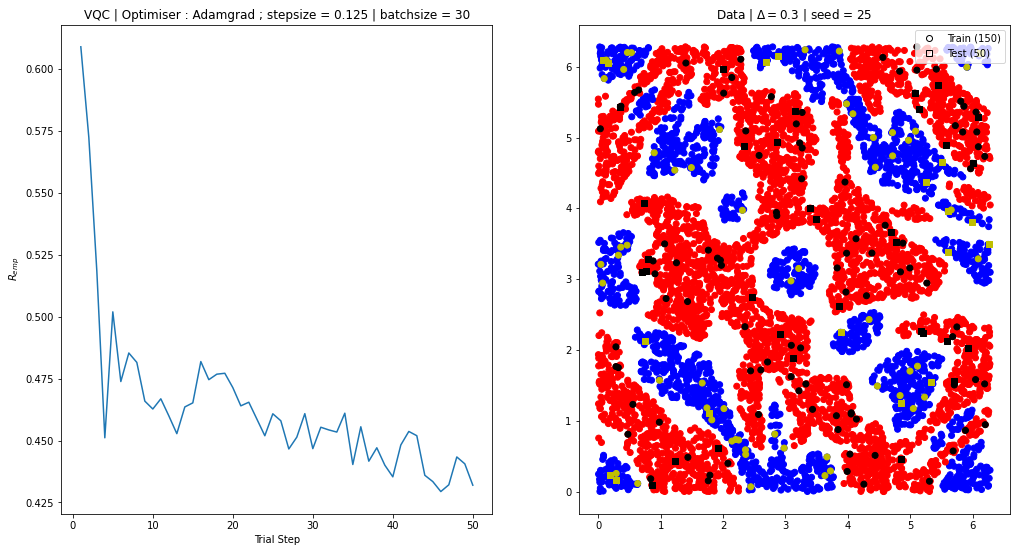 VQC | Optimiser : Adamgrad ; stepsize = 0.125 | batchsize = 30
0.600
0.575
0.550
0.525
0.500
0.475
0.450
0.425
R_emp
0 10 20 30 40 50
Trial Step
Data | Δ = 0.3 | seed = 25
Train (150)
Test (50)
6
5
4
3
2
1
0
0 1 2 3 4 5 6